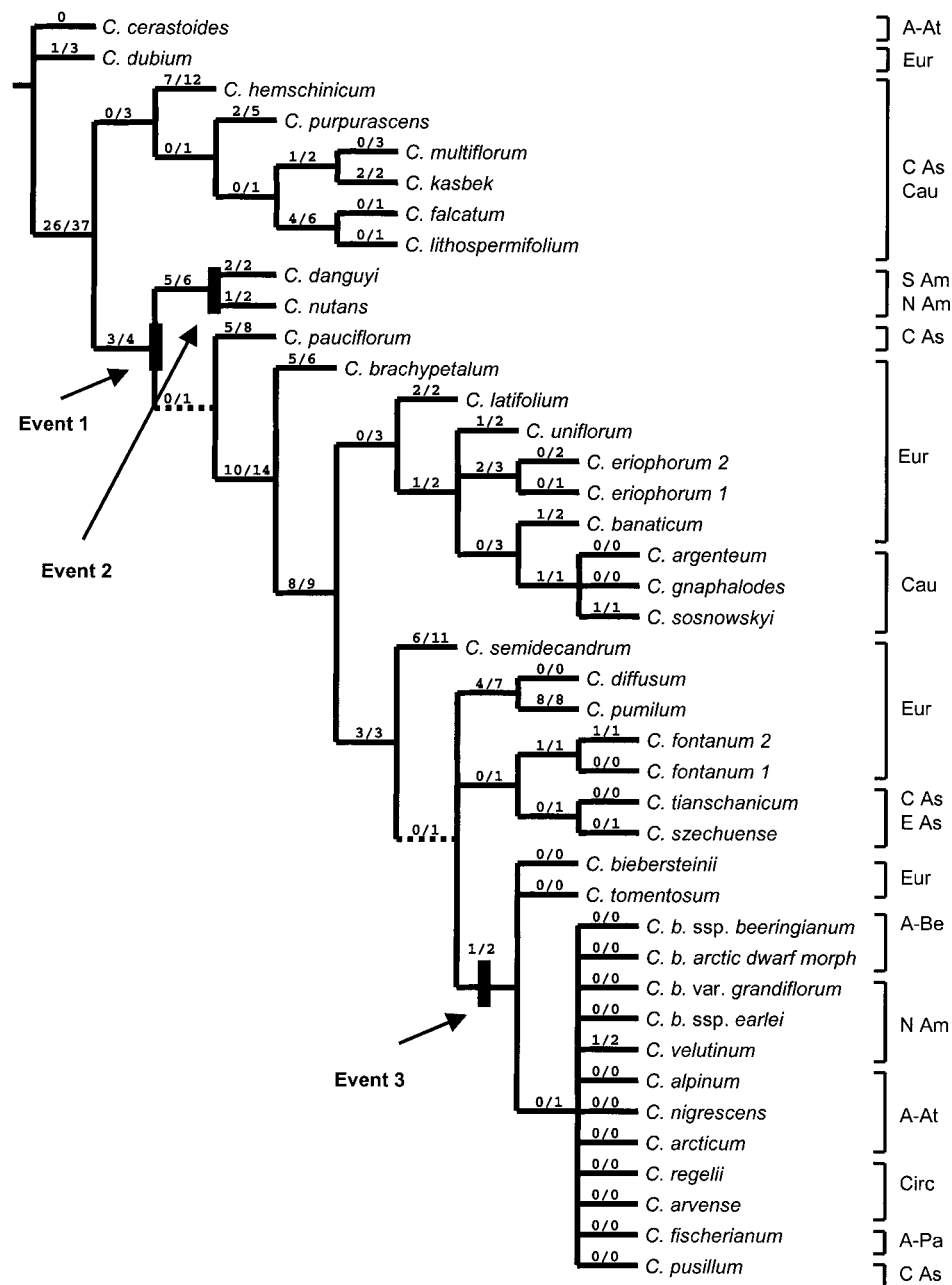 0
C. cerastoides
A-At
1/3
C. dubium
Eur
7/12
C. hemschinicum
0/3
2/5
C. purpurascens
0/1
0/3
C. multiflorum
1/2
2/2
C. kasbek
C As
Cau
0/1
0/1
C. falcatum
4/6
0/1
C. lithospermifolium
26/37
2/2
C. danguyi
S Am
N Am
5/6
1/2
C. nutans
5/8
C. pauciflorum
C As
3/4
5/6
C. brachypetalum
0/1
Event 1
2/2
C. latifolium
1/2
C. uniflorum
0/3
Eur
0/2
C. eriophorum 2
10/14
2/3
1/2
0/1
C. eriophorum 1
1/2
C. banaticum
0/3
Event 2
0/0
C. argenteum
8/9
1/1
0/0
C. gnaphalodes
Cau
1/1
C. sosnowskyi
6/11
C. semidecandrum
0/0
C. diffusum
4/7
8/8
C. pumilum
Eur
3/3
1/1
C. fontanum 2
1/1
0/0
C. fontanum 1
0/1
0/0
C. tianschanicum
C As
E As
0/1
0/1
C. szechuense
0/1
0/0
C. biebersteinii
Eur
0/0
C. tomentosum
0/0
C. b. ssp. beeringianum
A-Be
1/2
0/0
C. b. arctic dwarf morph
0/0
C. b. var. grandiflorum
0/0
C. b. ssp. earlei
N Am
1/2
C. velutinum
Event 3
0/0
C. alpinum
0/1
0/0
C. nigrescens
A-At
0/0
C. arcticum
0/0
C. regelii
Circ
0/0
C. arvense
0/0
C. fischerianum
A-Pa
0/0
C. pusillum
C As